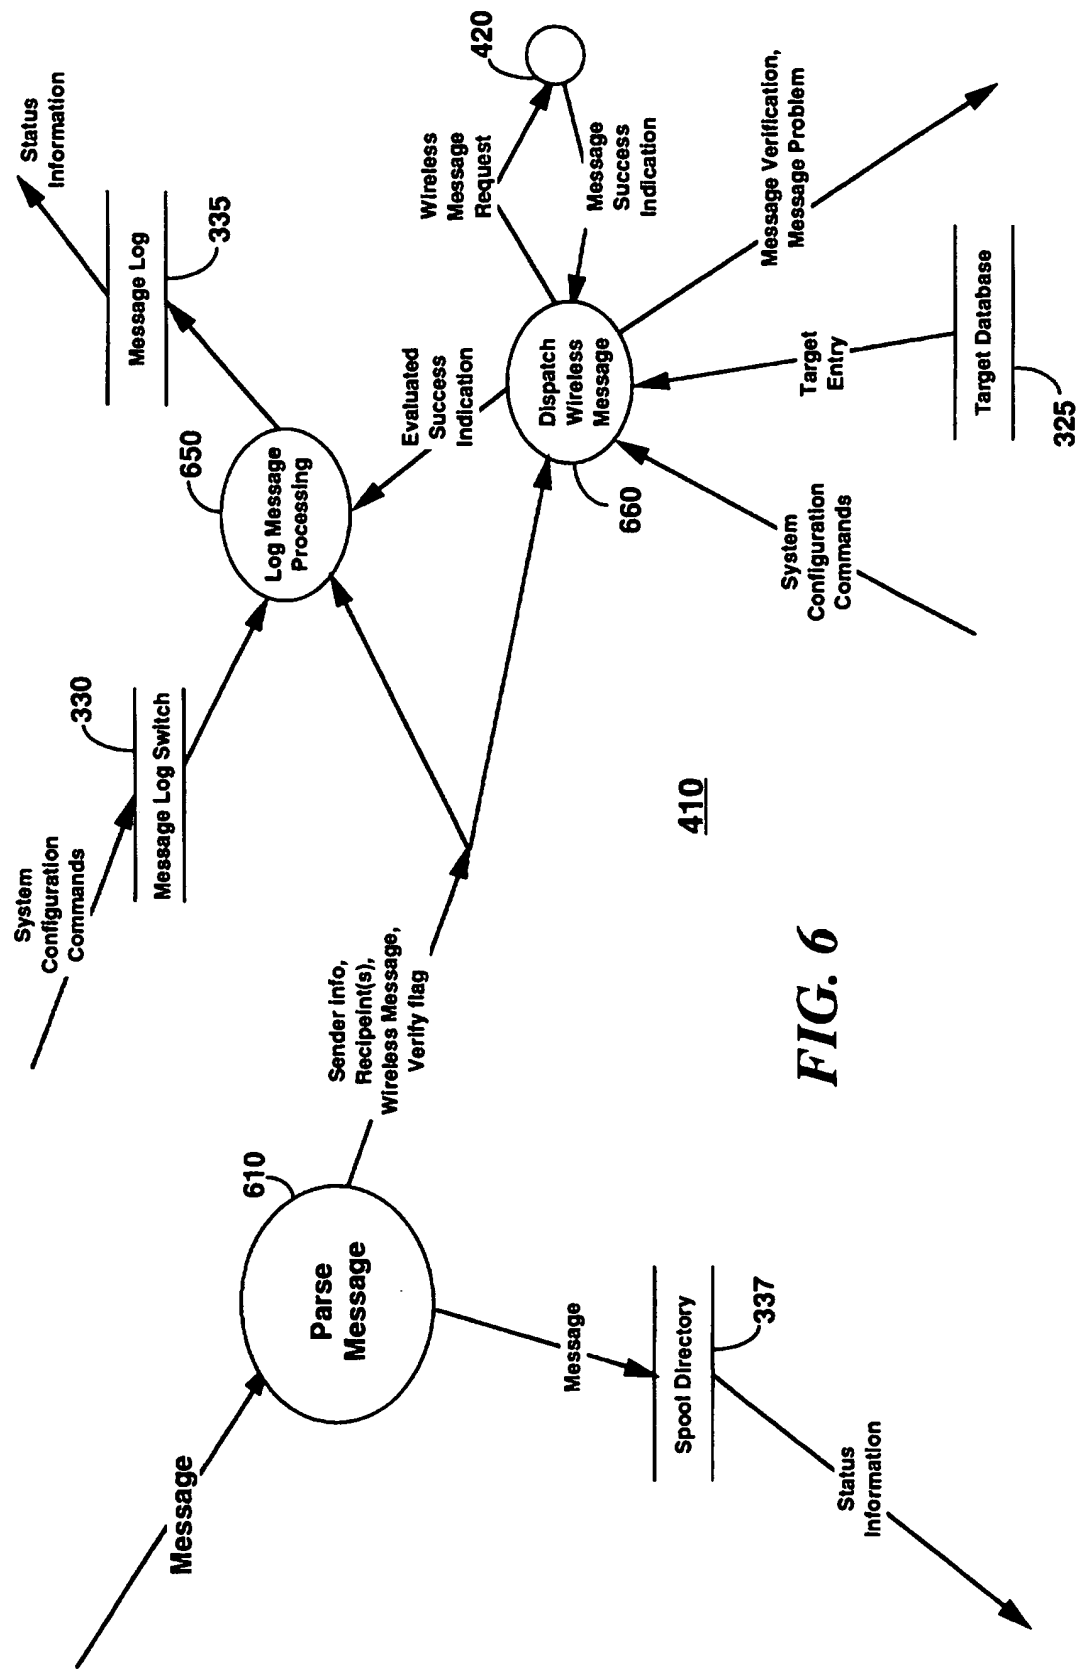 Message
610
Parse
Message
Message
Spool Directory
337
Status
Information
Sender info,
Recipeint(s),
Wireless Message,
Verify flag
System
Configuration
Commands
330
Message Log Switch
650
Log Message
Processing
Message Log
335
Status
Information
Evaluated
Success
Indication
Dispatch
Wireless
Message
660
Wireless
Message
Request
420
Message
Success
Indication
Message Verification,
Message Problem
Target
Entry
Target Database
325
System
Configuration
Commands
410
FIG. 6